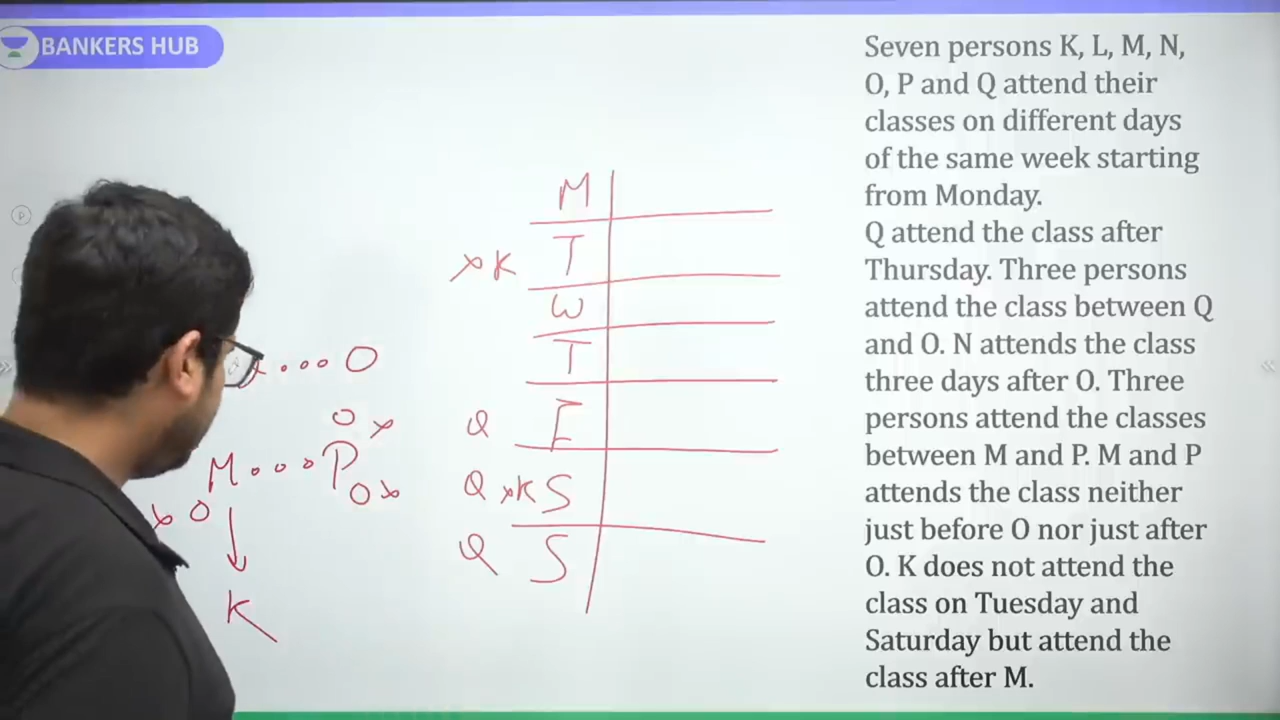 BANKERS HUB
Seven persons K, L, M, N,
O, P and Q attend their
classes on different days
of the same week starting
from Monday.
Q attend the class after
Thursday. Three persons
attend the class between Q
and O. N attends the class
three days after O. Three
persons attend the classes
between M and P. M and P
attends the class neither
just before O nor just after
O. K does not attend the
class on Tuesday and
Saturday but attend the
class after M.
M
x K T
W
T
Q F
Q xK S
Q S
O
O x
M P
O x
x O
K